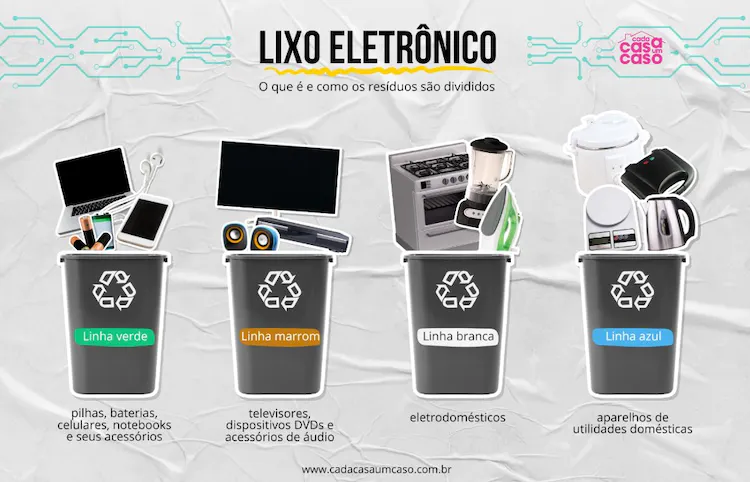 LIXO ELETRÔNICO
O que é e como os resíduos são divididos
cada
casa
um
caso
Linha verde
Linha marrom
Linha branca
Linha azul
pilhas, baterias,
celulares, notebooks
e seus acessórios
televisores,
dispositivos DVDs e
acessórios de áudio
eletrodomésticos
aparelhos de
utilidades domésticas
www.cadacasaumcaso.com.br